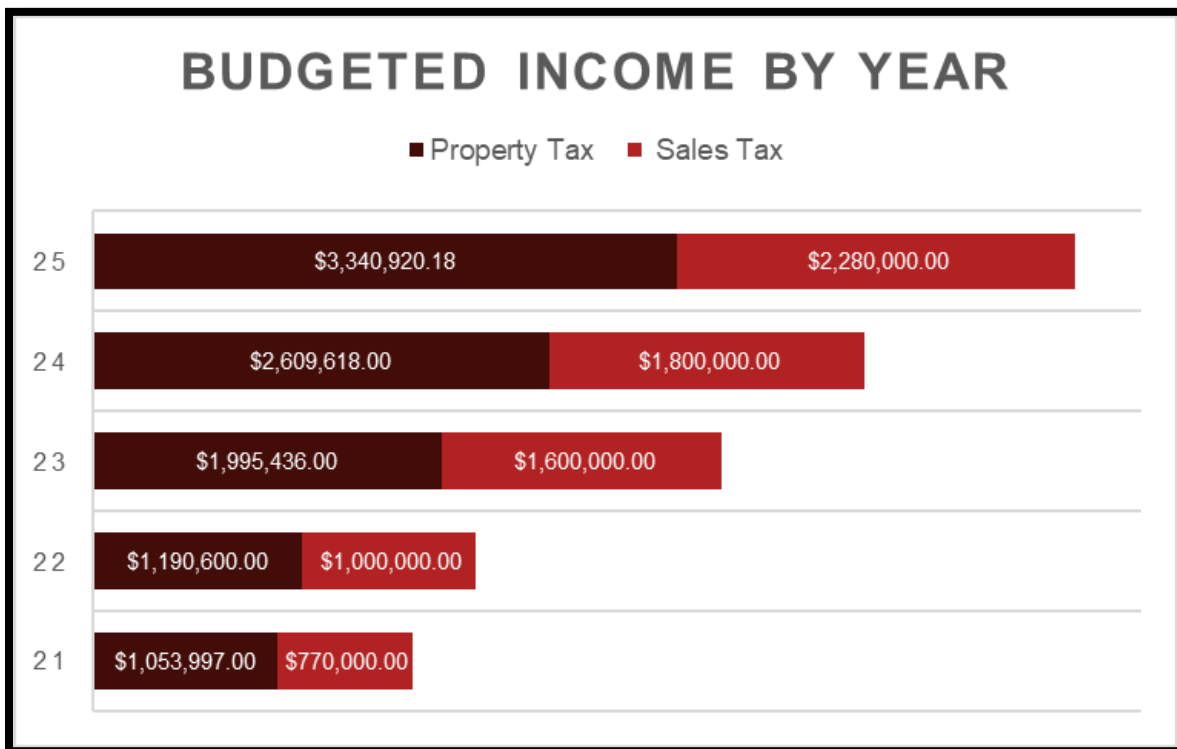 BUDGETED INCOME BY YEAR
Property Tax Sales Tax
25 $3,340,920.18 $2,280,000.00
24 $2,609,618.00 $1,800,000.00
23 $1,995,436.00 $1,600,000.00
22 $1,190,600.00 $1,000,000.00
21 $1,053,997.00 $770,000.00